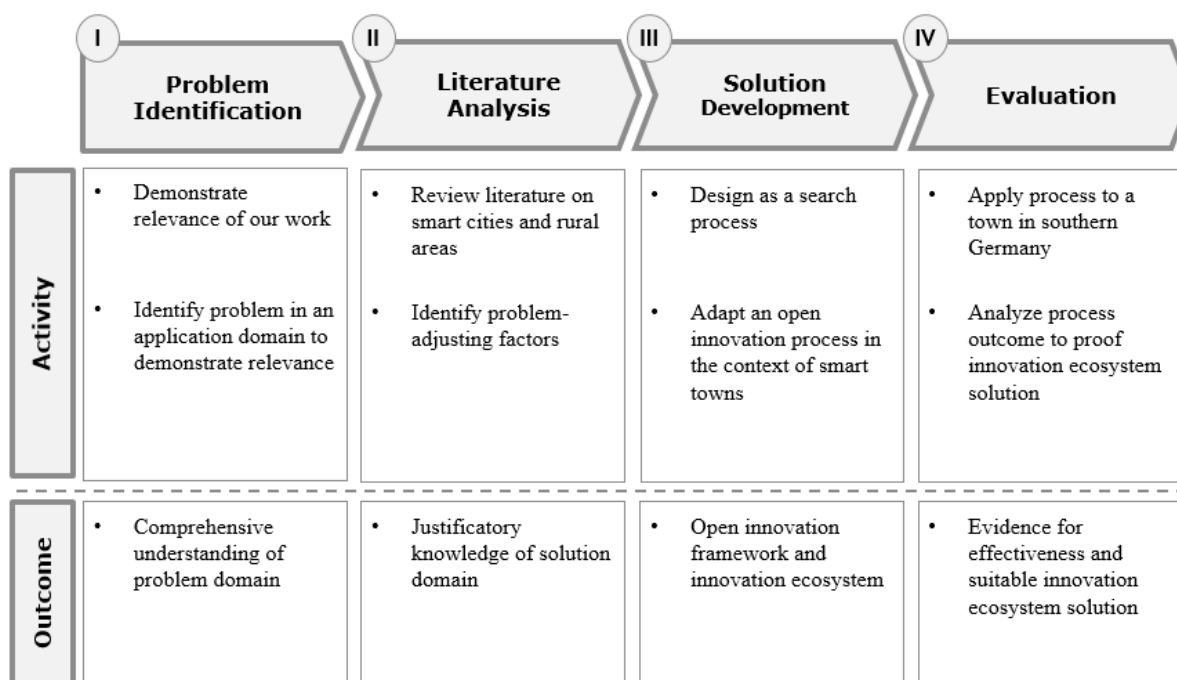 I
Problem
Identification
II
Literature
Analysis
III
Solution
Development
IV
Evaluation
Activity
• Demonstrate
relevance of our work
• Identify problem in an
application domain to
demonstrate relevance
• Review literature on
smart cities and rural
areas
• Identify problem-
adjusting factors
• Design as a search
process
• Adapt an open
innovation process in
the context of smart
towns
• Apply process to a
town in southern
Germany
• Analyze process
outcome to proof
innovation ecosystem
solution
Outcome
• Comprehensive
understanding of
problem domain
• Justificatory
knowledge of solution
domain
• Open innovation
framework and
innovation ecosystem
• Evidence for
effectiveness and
suitable innovation
ecosystem solution